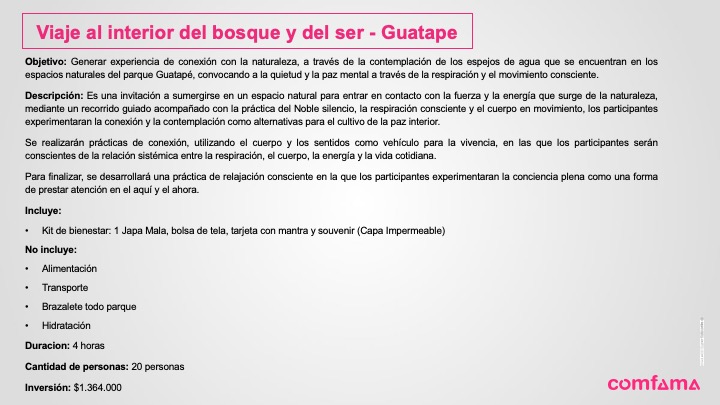 Viaje al interior del bosque y del ser - Guatape
Objetivo: Generar experiencia de conexión con la naturaleza, a través de la contemplación de los espejos de agua que se encuentran en los
espacios naturales del parque Guatapé, convocando a la quietud y la paz mental a través de la respiración y el movimiento consciente.
Descripción: Es una invitación a sumergirse en un espacio natural para entrar en contacto con la fuerza y la energía que surge de la naturaleza,
mediante un recorrido guiado acompañado con la práctica del Noble silencio, la respiración consciente y el cuerpo en movimiento, los participantes
experimentaran la conexión y la contemplación como alternativas para el cultivo de la paz interior.
Se realizarán prácticas de conexión, utilizando el cuerpo y los sentidos como vehículo para la vivencia, en las que los participantes serán
conscientes de la relación sistémica entre la respiración, el cuerpo, la energía y la vida cotidiana.
Para finalizar, se desarrollará una práctica de relajación consciente en la que los participantes experimentaran la conciencia plena como una forma
de prestar atención en el aquí y el ahora.
Incluye:
• Kit de bienestar: 1 Japa Mala, bolsa de tela, tarjeta con mantra y souvenir (Capa Impermeable)
No incluye:
• Alimentación
• Transporte
• Brazalete todo parque
• Hidratación
Duracion: 4 horas
Cantidad de personas: 20 personas
Inversión: $1.364.000
comfama